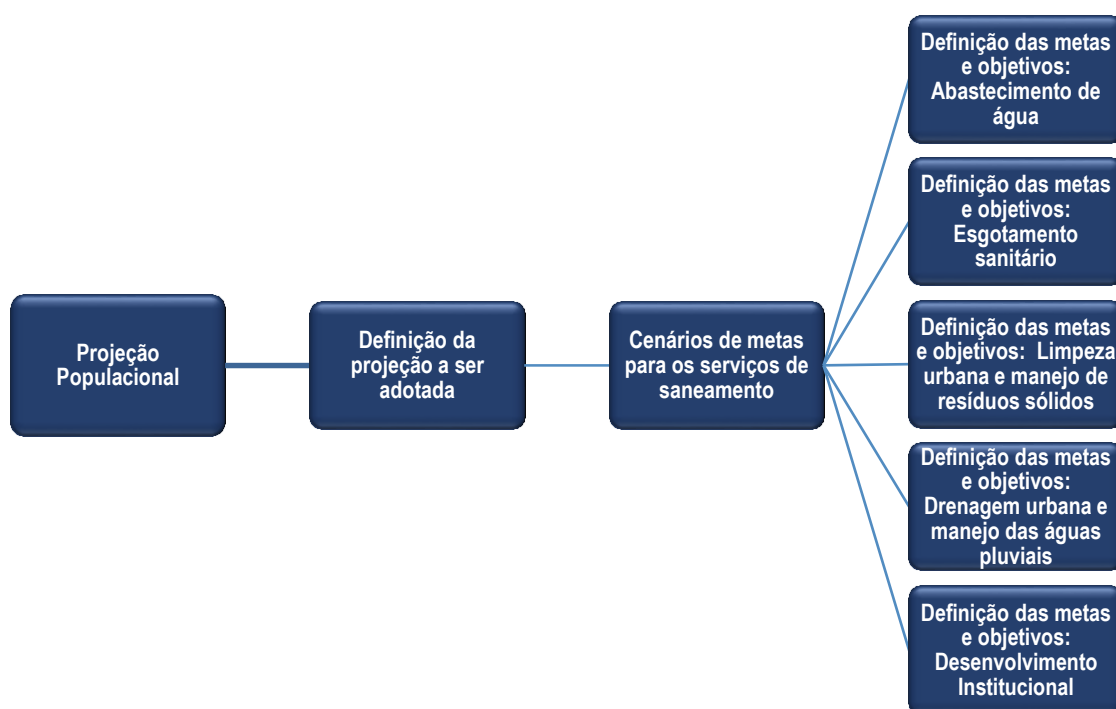 Projeção
Populacional
Definição da
projeção a ser
adotada
Cenários de metas
para os serviços de
saneamento
Definição das metas
e objetivos:
Abastecimento de
água
Definição das metas
e objetivos:
Esgotamento
sanitário
Definição das metas
e objetivos: Limpeza
urbana e manejo de
resíduos sólidos
Definição das metas
e objetivos:
Drenagem urbana e
manejo das águas
pluviais
Definição das metas
e objetivos:
Desenvolvimento
Institucional